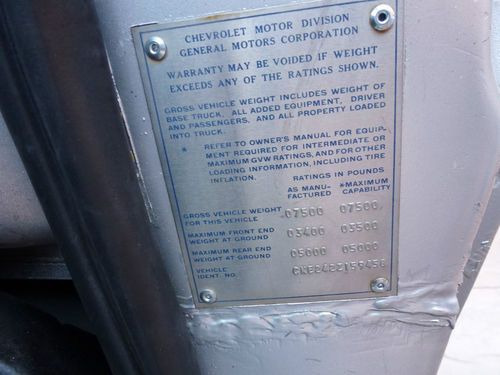 CHEVROLET MOTOR DIVISION
GENERAL MOTORS CORPORATION
WARRANTY MAY BE VOIDED IF WEIGHT
EXCEEDS ANY OF THE RATINGS SHOWN.
GROSS VEHICLE WEIGHT INCLUDES WEIGHT OF
BASE TRUCK, ALL ADDED EQUIPMENT, DRIVER
AND PASSENGERS, AND ALL PROPERTY LOADED
INTO TRUCK.
* REFER TO OWNER'S MANUAL FOR EQUIP-
MENT REQUIRED FOR INTERMEDIATE OR
MAXIMUM GVW RATINGS, AND FOR OTHER
LOADING INFORMATION, INCLUDING TIRE
INFLATION.
RATINGS IN POUNDS
AS MANU- *MAXIMUM
FACTURED CAPABILITY
GROSS VEHICLE WEIGHT
FOR THIS VEHICLE 07500 07500
MAXIMUM FRONT END
WEIGHT AT GROUND 03400 03500
MAXIMUM REAR END
WEIGHT AT GROUND 05000 05000
VEHICLE
IDENT. NO.